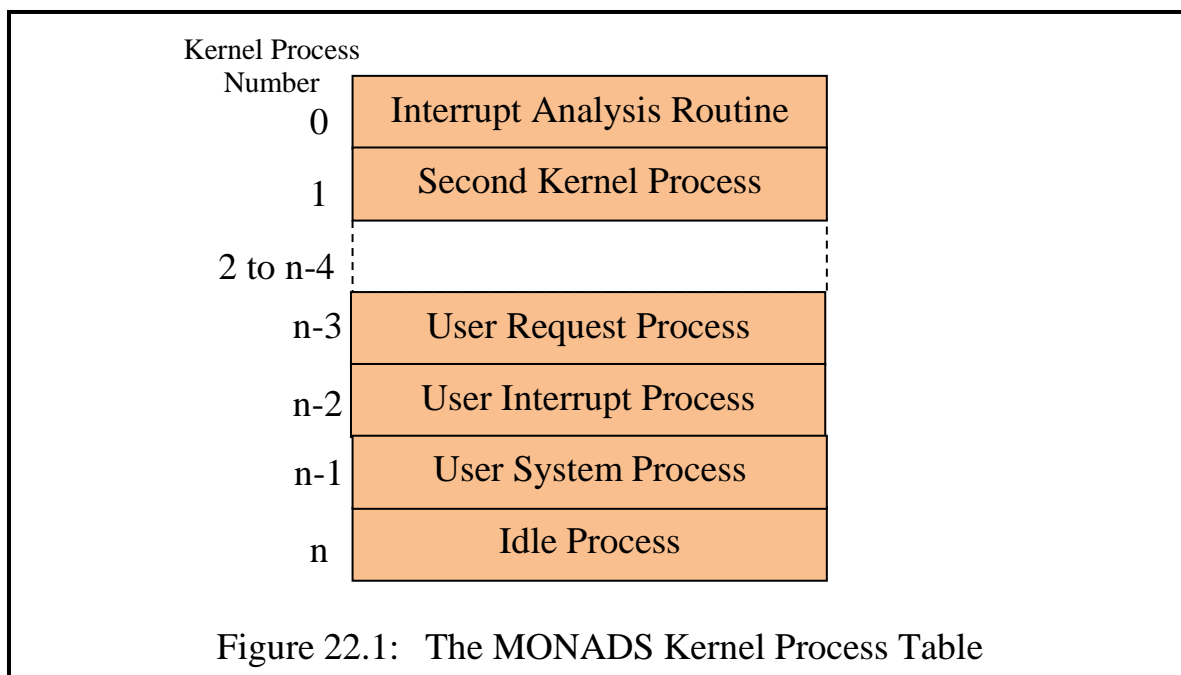 Kernel Process
Number
0 Interrupt Analysis Routine
1 Second Kernel Process
2 to n-4
n-3 User Request Process
n-2 User Interrupt Process
n-1 User System Process
n Idle Process
Figure 22.1: The MONADS Kernel Process Table